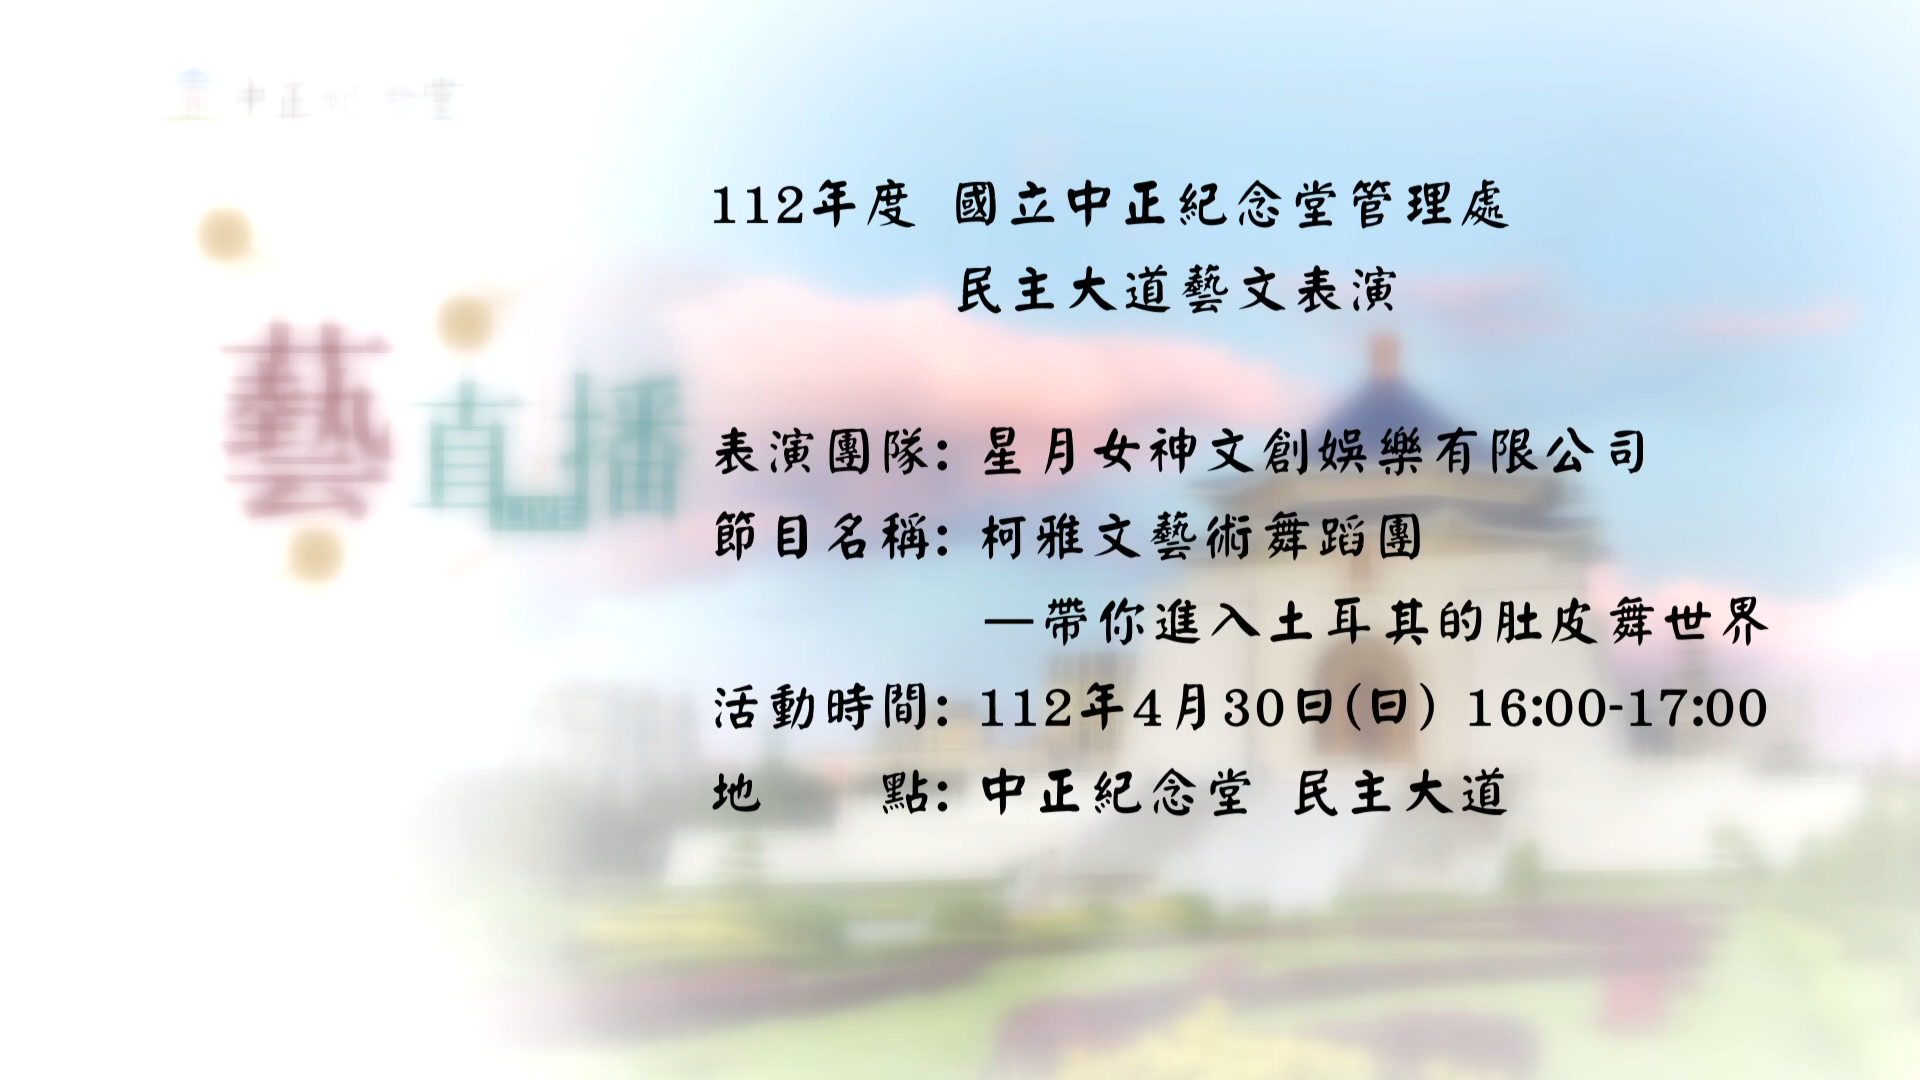 中正紀念堂
藝直播
112年度 國立中正紀念堂管理處
民主大道藝文表演
表演團隊: 星月女神文創娛樂有限公司
節目名稱: 柯雅文藝術舞蹈團
—帶你進入土耳其的肚皮舞世界
活動時間: 112年4月30日(日) 16:00-17:00
地 點: 中正紀念堂 民主大道